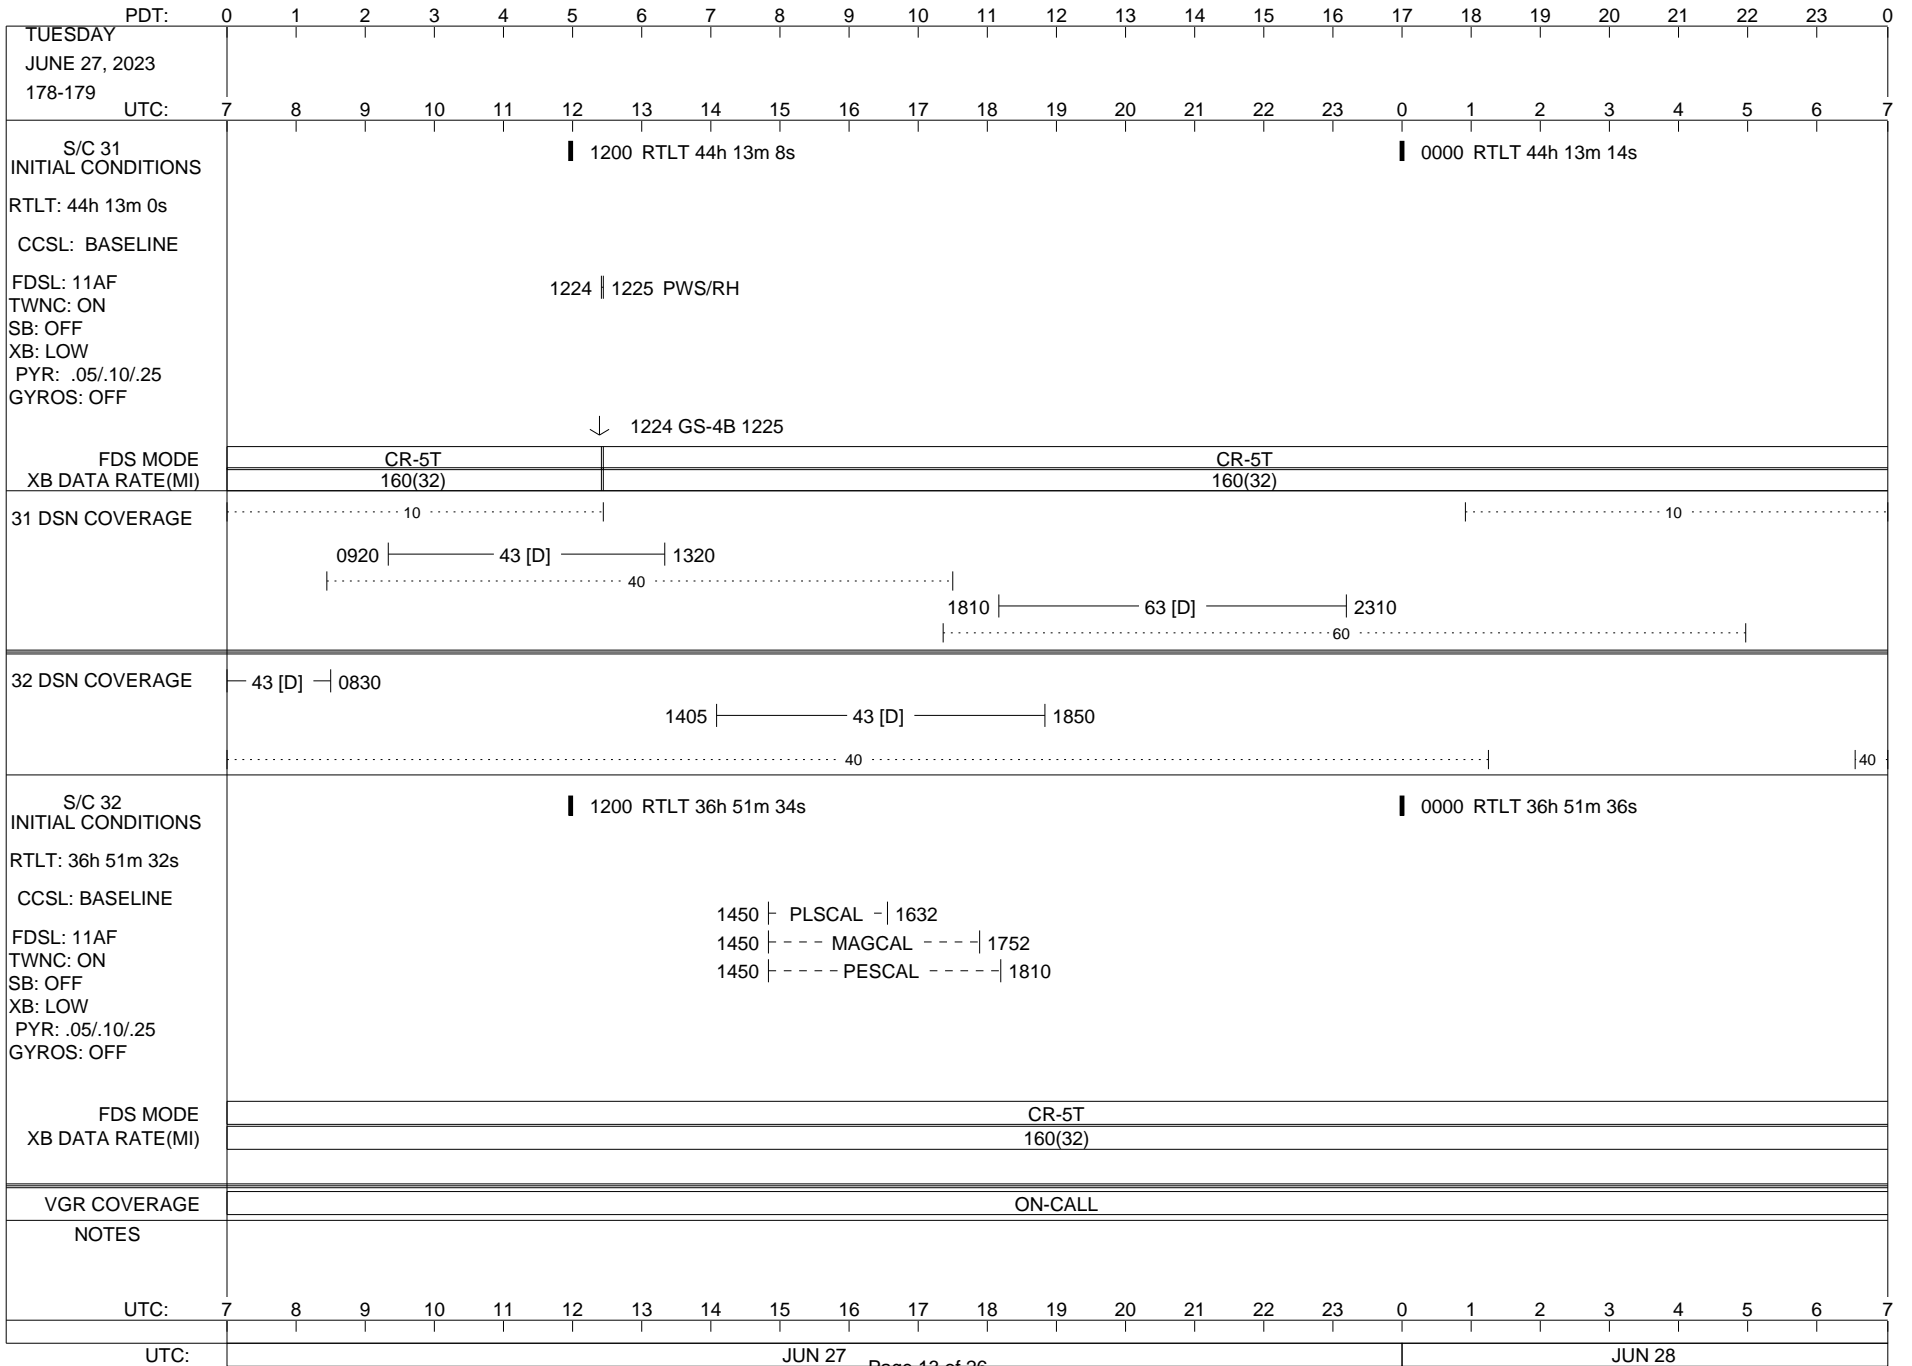 PDT: 0 1 2 3 4 5 6 7 8 9 10 11 12 13 14 15 16 17 18 19 20 21 22 23 0
TUESDAY
JUNE 27, 2023
178-179
UTC: 7 8 9 10 11 12 13 14 15 16 17 18 19 20 21 22 23 0 1 2 3 4 5 6 7
S/C 31
INITIAL CONDITIONS
1200 RTLT 44h 13m 8s
0000 RTLT 44h 13m 14s
RTLT: 44h 13m 0s
CCSL: BASELINE
FDSL: 11AF
1224 1225 PWS/RH
TWNC: ON
SB: OFF
XB: LOW
PYR: .05/.10/.25
GYROS: OFF
1224 GS-4B 1225
FDS MODE CR-5T CR-5T
XB DATA RATE(MI) 160(32) 160(32)
31 DSN COVERAGE 10 10
0920 43 [D] 1320
40
1810 63 [D] 2310
60
32 DSN COVERAGE 43 [D] 0830
1405 43 [D] 1850
40 40
S/C 32
INITIAL CONDITIONS
1200 RTLT 36h 51m 34s
0000 RTLT 36h 51m 36s
RTLT: 36h 51m 32s
CCSL: BASELINE
1450 PLSCAL 1632
FDSL: 11AF
1450 MAGCAL 1752
TWNC: ON
1450 PESCAL 1810
SB: OFF
XB: LOW
PYR: .05/.10/.25
GYROS: OFF
FDS MODE CR-5T
XB DATA RATE(MI) 160(32)
VGR COVERAGE ON-CALL
NOTES
UTC: 7 8 9 10 11 12 13 14 15 16 17 18 19 20 21 22 23 0 1 2 3 4 5 6 7
UTC: JUN 27 JUN 28
Page 13 of 26